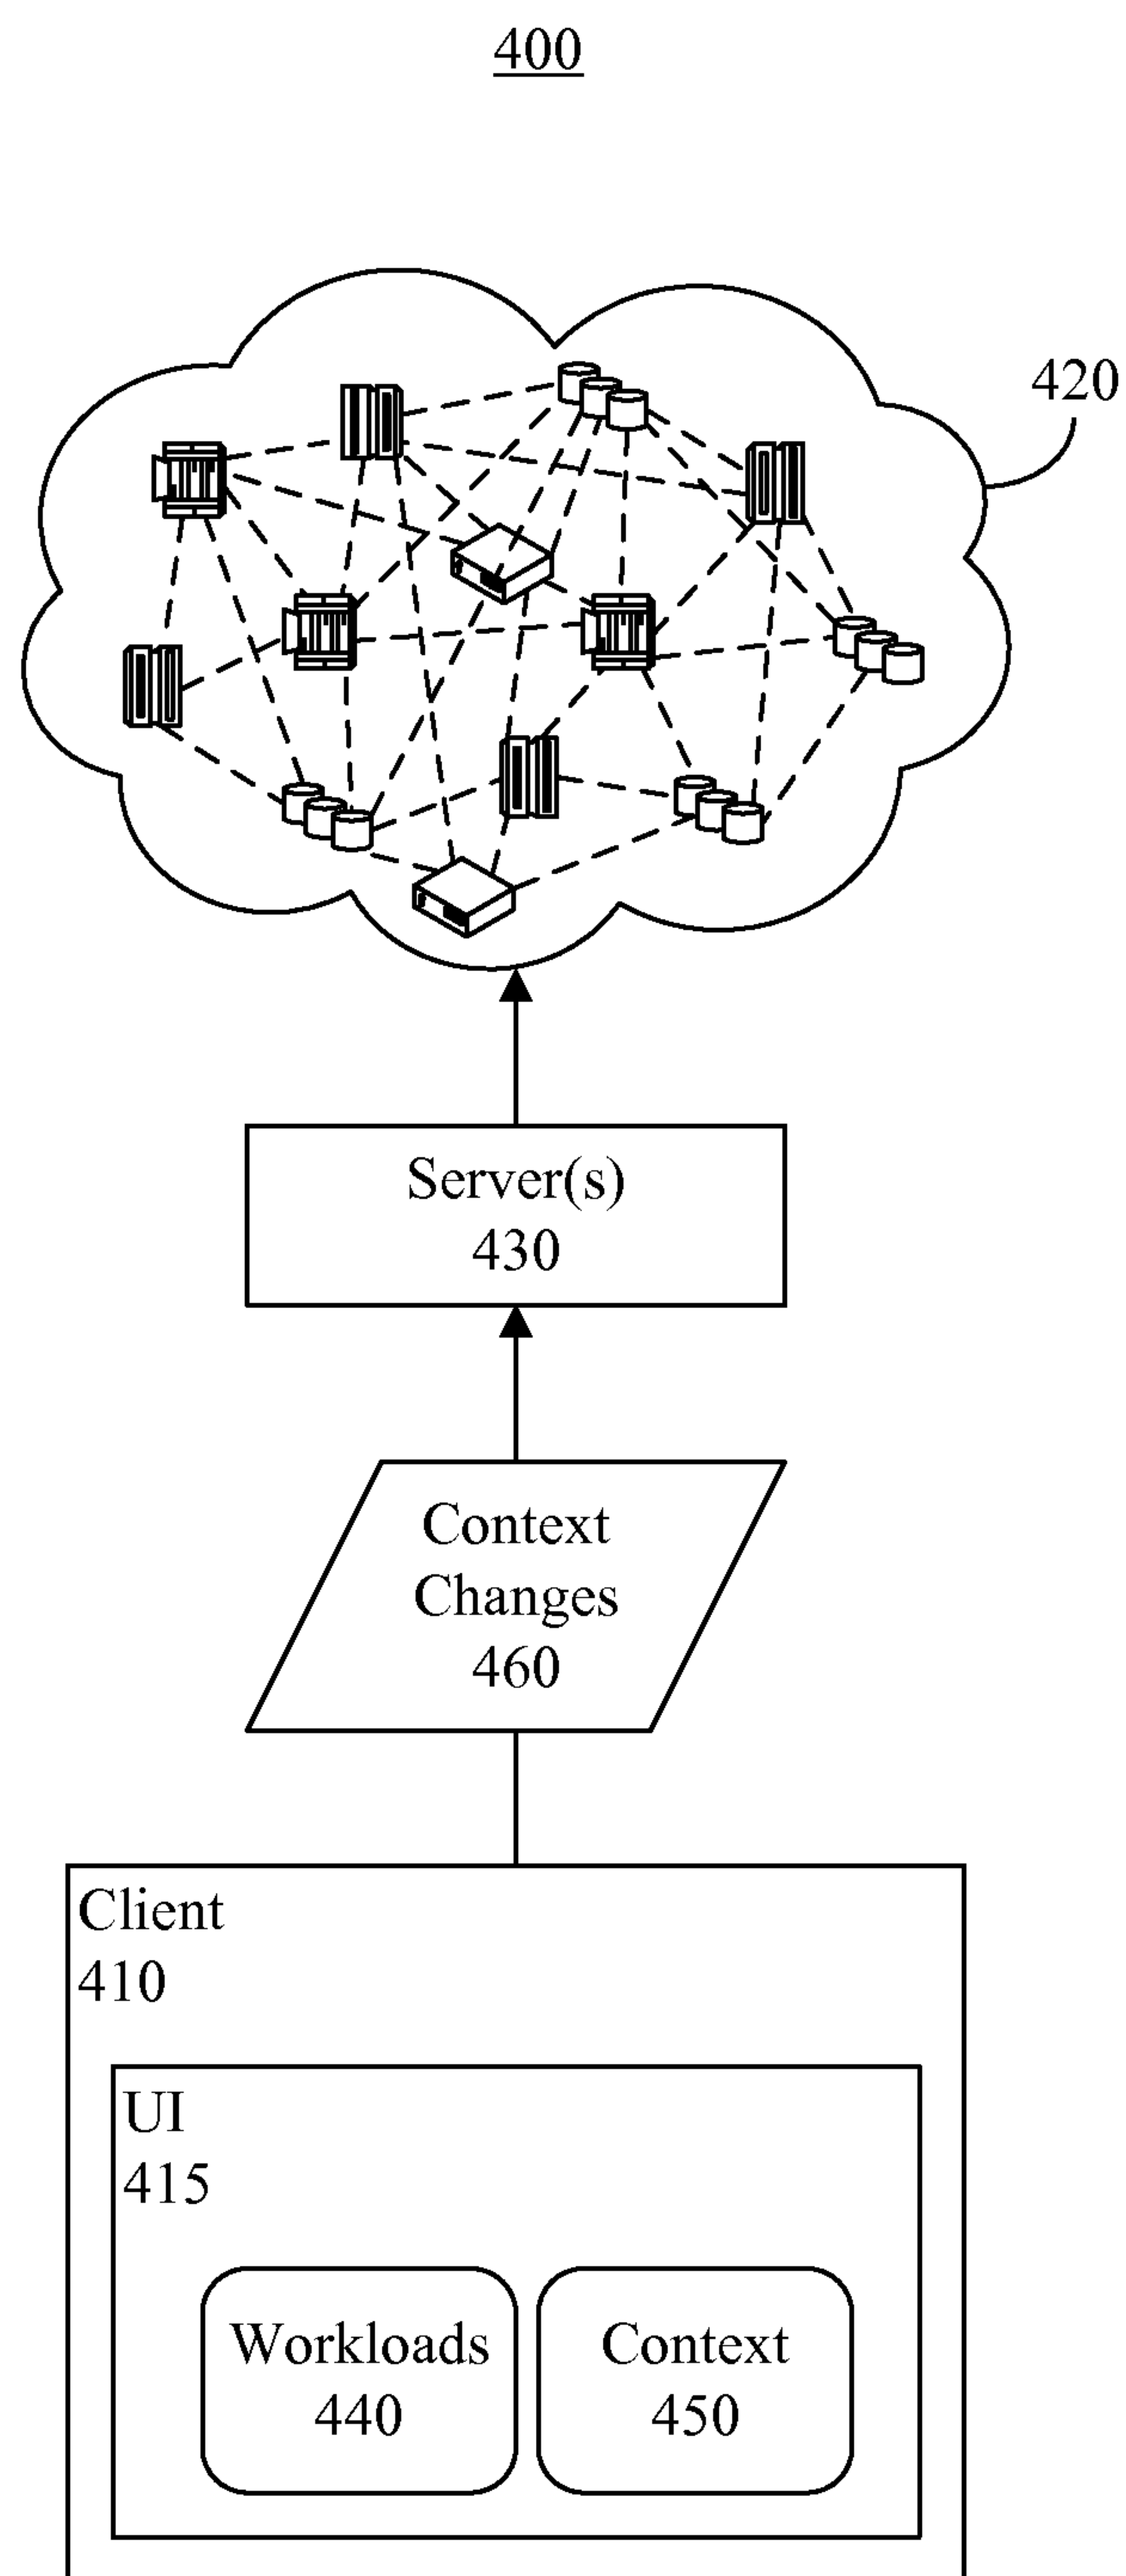 400
420
Server(s)
430
Context
Changes
460
Client
410
UI
415
Workloads
440
Context
450